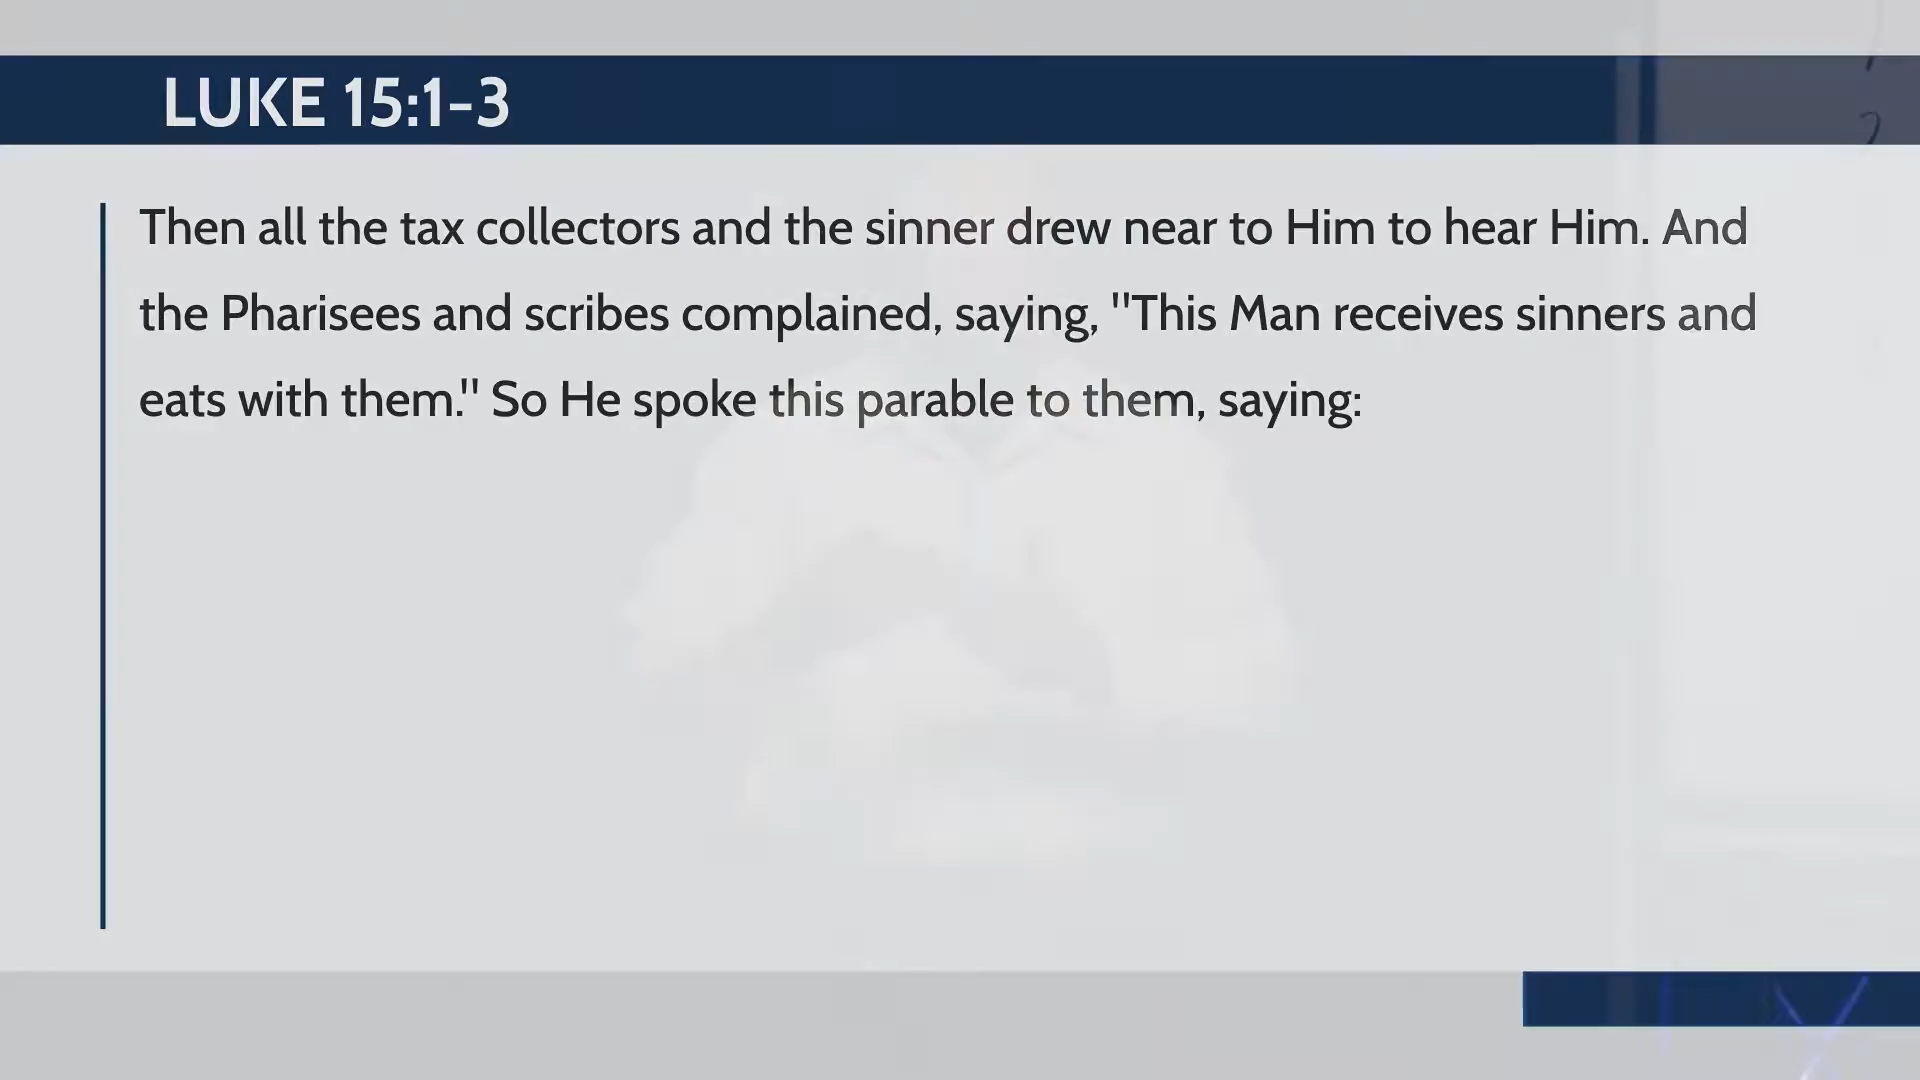 LUKE 15:1-3
Then all the tax collectors and the sinner drew near to Him to hear Him. And
the Pharisees and scribes complained, saying, "This Man receives sinners and
eats with them." So He spoke this parable to them, saying: